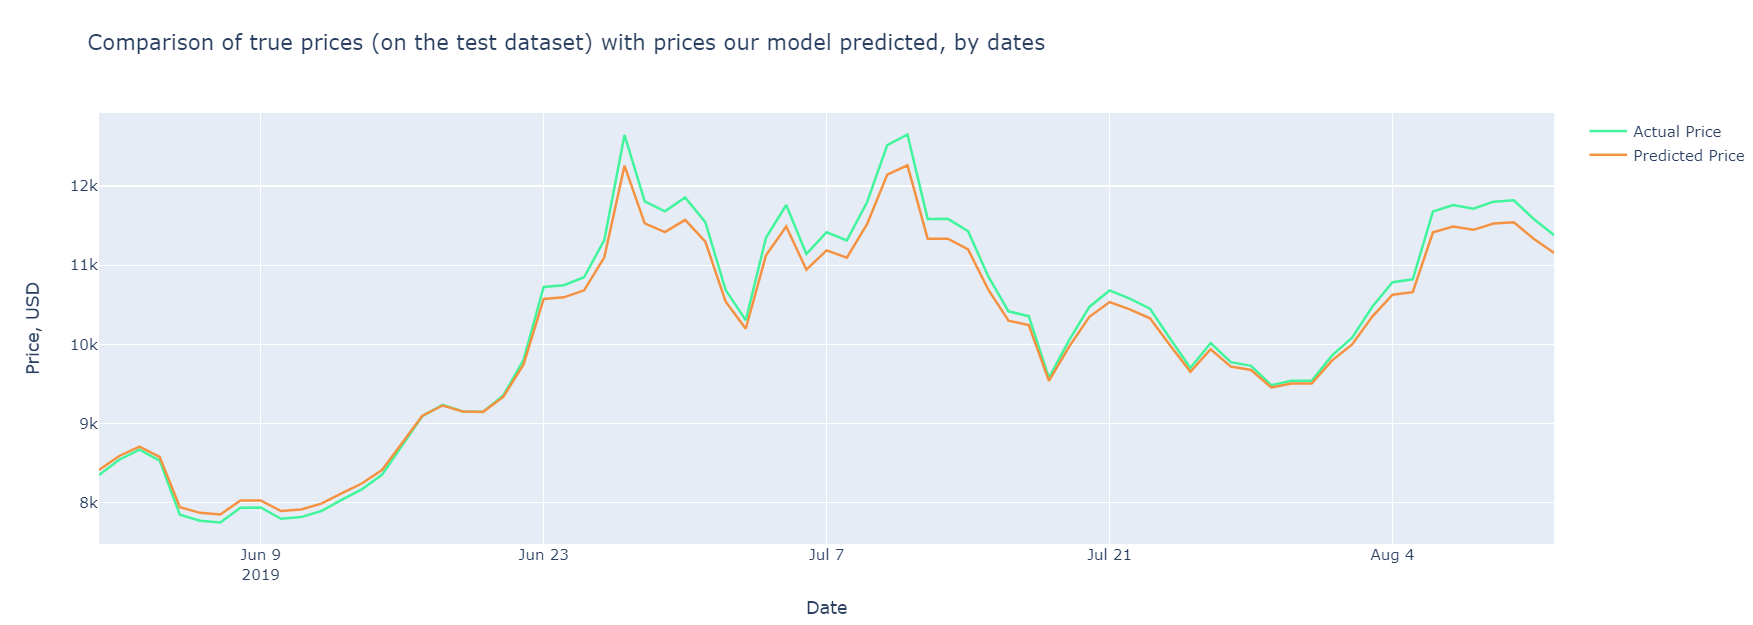 Comparison of true prices (on the test dataset) with prices our model predicted, by dates
Actual Price
Predicted Price
12k
11k
10k
9k
8k
Price, USD
Jun 9
2019
Jun 23
Jul 7
Jul 21
Aug 4
Date